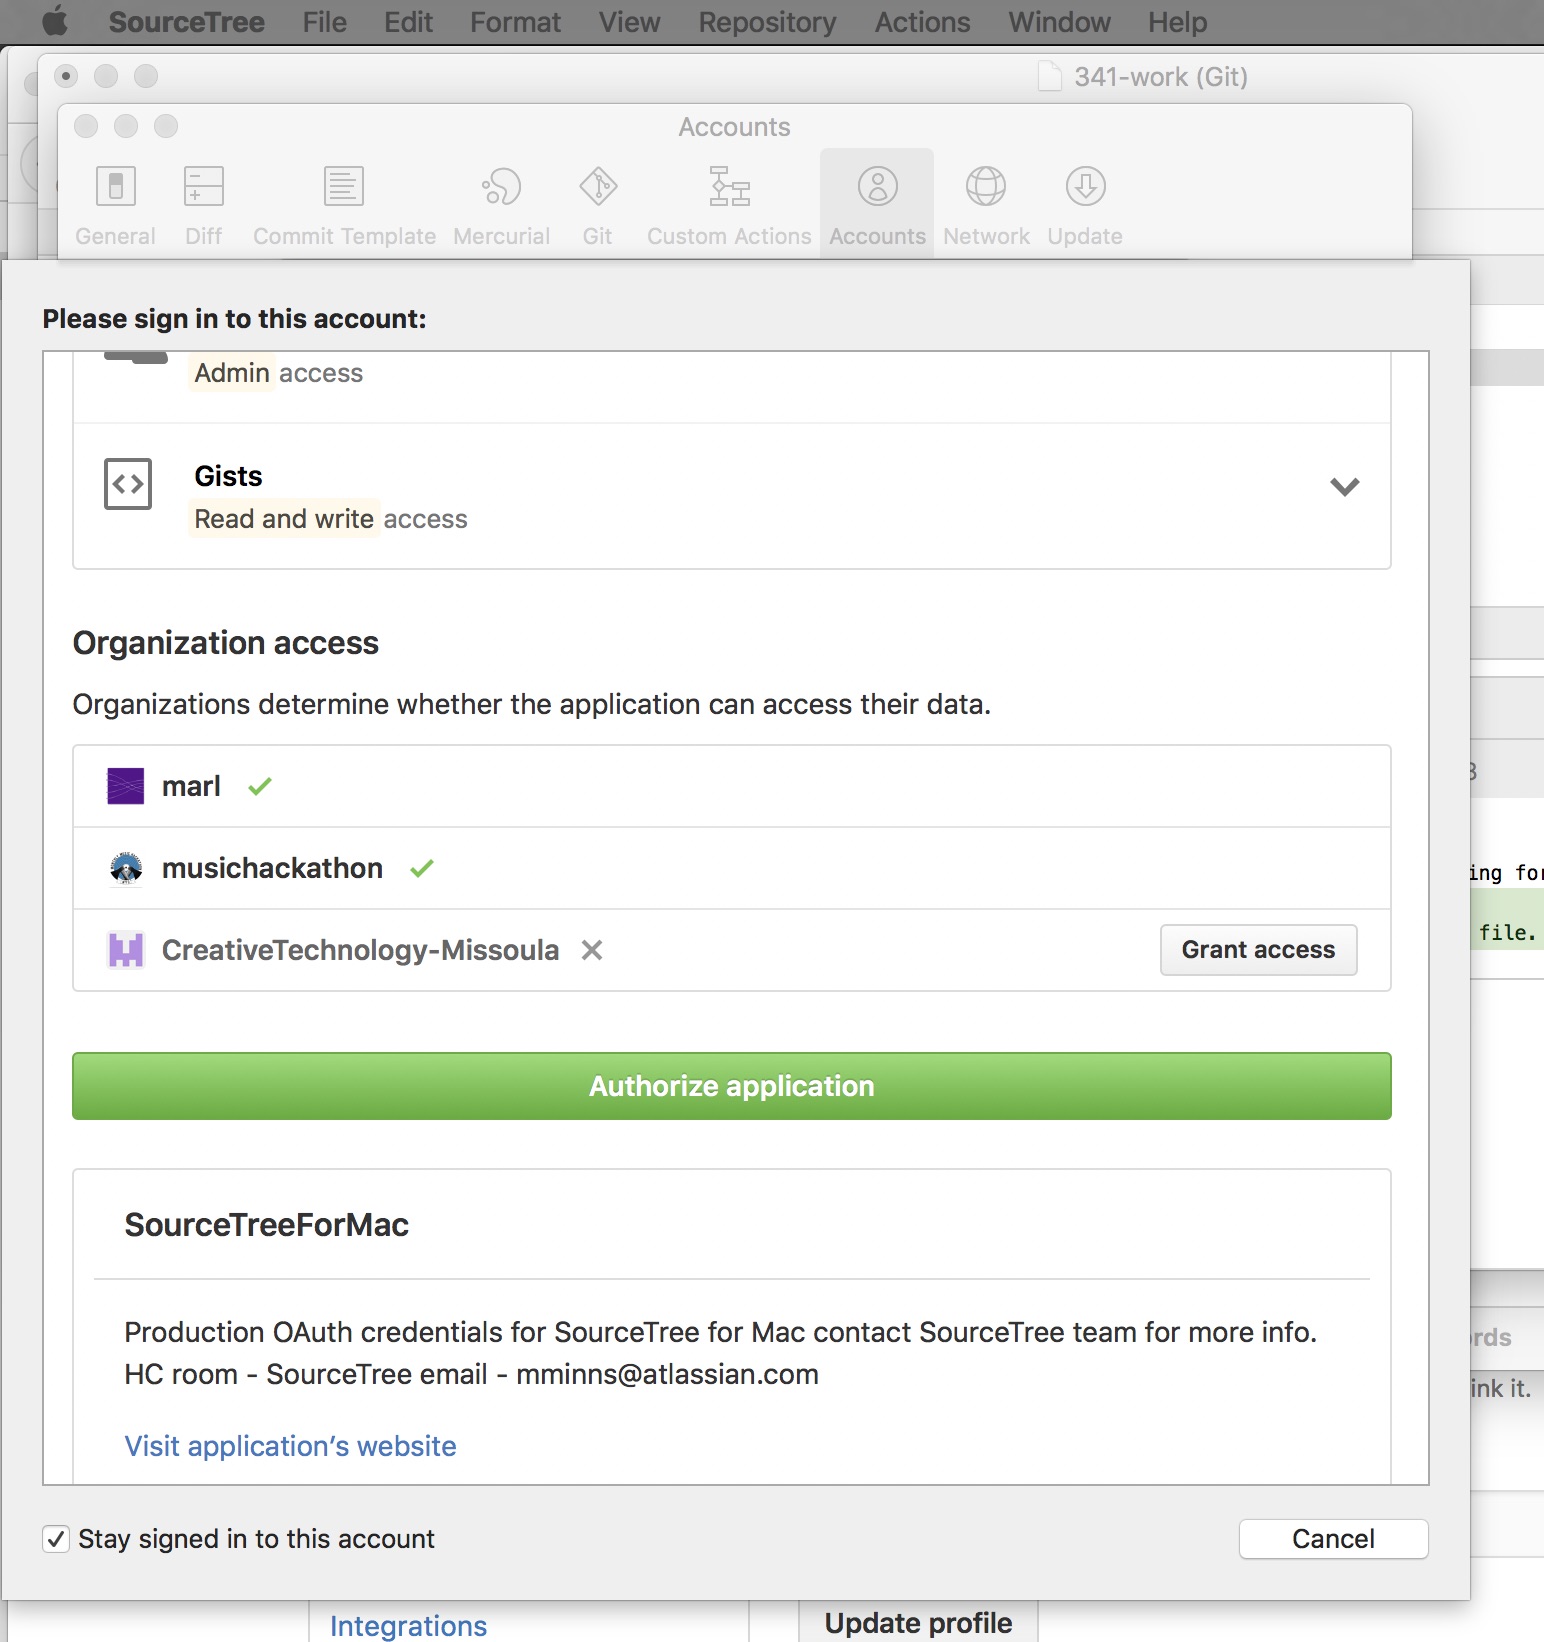 SourceTree File Edit Format View Repository Actions Window Help
341-work (Git)
Accounts
General Diff Commit Template Mercurial Git Custom Actions Accounts Network Update
Please sign in to this account:
Admin access
Gists
Read and write access
Organization access
Organizations determine whether the application can access their data.
marl
musichackathon
CreativeTechnology-Missoula Grant access
Authorize application
SourceTreeForMac
Production OAuth credentials for SourceTree for Mac contact SourceTree team for more info.
HC room - SourceTree email - mminns@atlassian.com
Visit application's website
Stay signed in to this account Cancel
Integrations Update profile
file.
ink it.